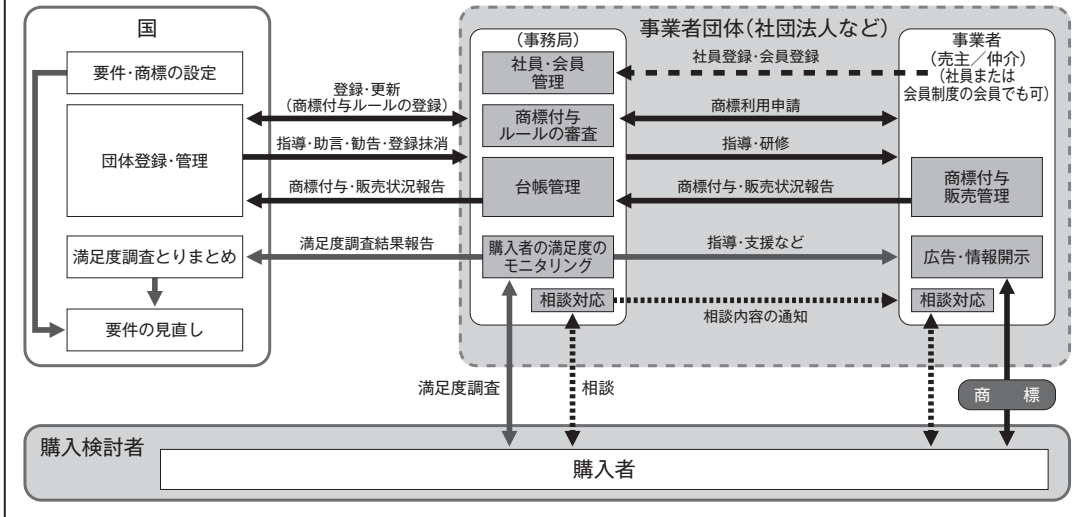 国
要件・商標の設定
団体登録・管理
満足度調査とりまとめ
要件の見直し
登録・更新
(商標付与ルールの登録)
指導・助言・勧告・登録抹消
商標付与・販売状況報告
満足度調査結果報告
事業者団体(社団法人など)
(事務局)
社員・会員
管理
商標付与
ルールの審査
台帳管理
購入者の満足度の
モニタリング
相談対応
社員登録・会員登録
商標利用申請
指導・研修
商標付与・販売状況報告
指導・支援など
相談内容の通知
事業者
(売主/仲介)
(社員または
会員制度の会員でも可)
商標付与
販売管理
広告・情報開示
相談対応
満足度調査
相談
商 標
購入検討者
購入者